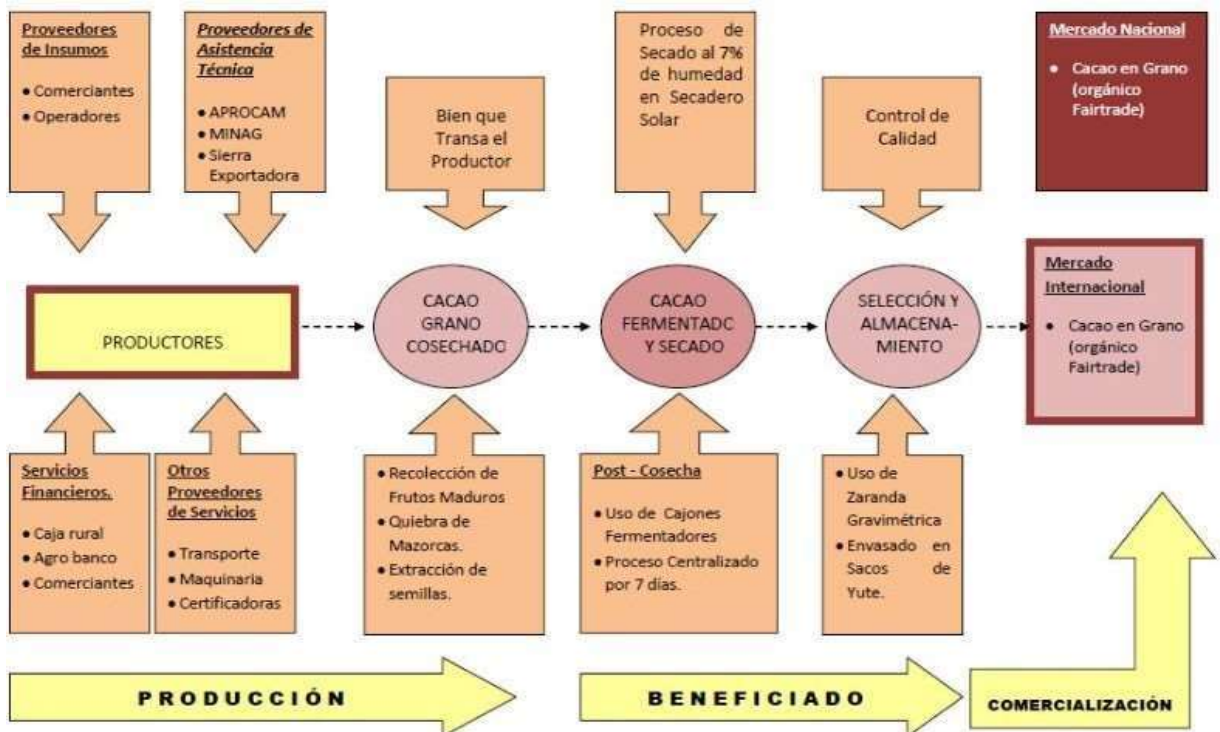 Proveedores
de Insumos
● Comerciantes
● Operadores
Proveedores de
Asistencia
Técnica
● APROCAM
● MINAG
● Sierra
Exportadora
Bien que
Transa el
Productor
Proceso de
Secado al 7%
de humedad
en Secadero
Solar
Control de
Calidad
Mercado Nacional
● Cacao en Grano
(orgánico
Fairtrade)
PRODUCTORES
CACAO
GRANO
COSECHADO
CACAO
FERMENTADC
Y SECADO
SELECCIÓN Y
ALMACENA-
MIENTO
Mercado
Internacional
● Cacao en Grano
(orgánico
Fairtrade)
Servicios
Financieros.
● Caja rural
● Agro banco
● Comerciantes
Otros
Proveedores
de Servicios
● Transporte
● Maquinaria
● Certificadoras
● Recolección de
Frutos Maduros
● Quiebra de
Mazorcas.
● Extracción de
semillas.
Post - Cosecha
● Uso de Cajones
Fermentadores
● Proceso Centralizado
por 7 días.
● Uso de
Zaranda
Gravimétrica
● Envasado en
Sacos de
Yute.
PRODUCCIÓN
BENEFICIADO
COMERCIALIZACIÓN